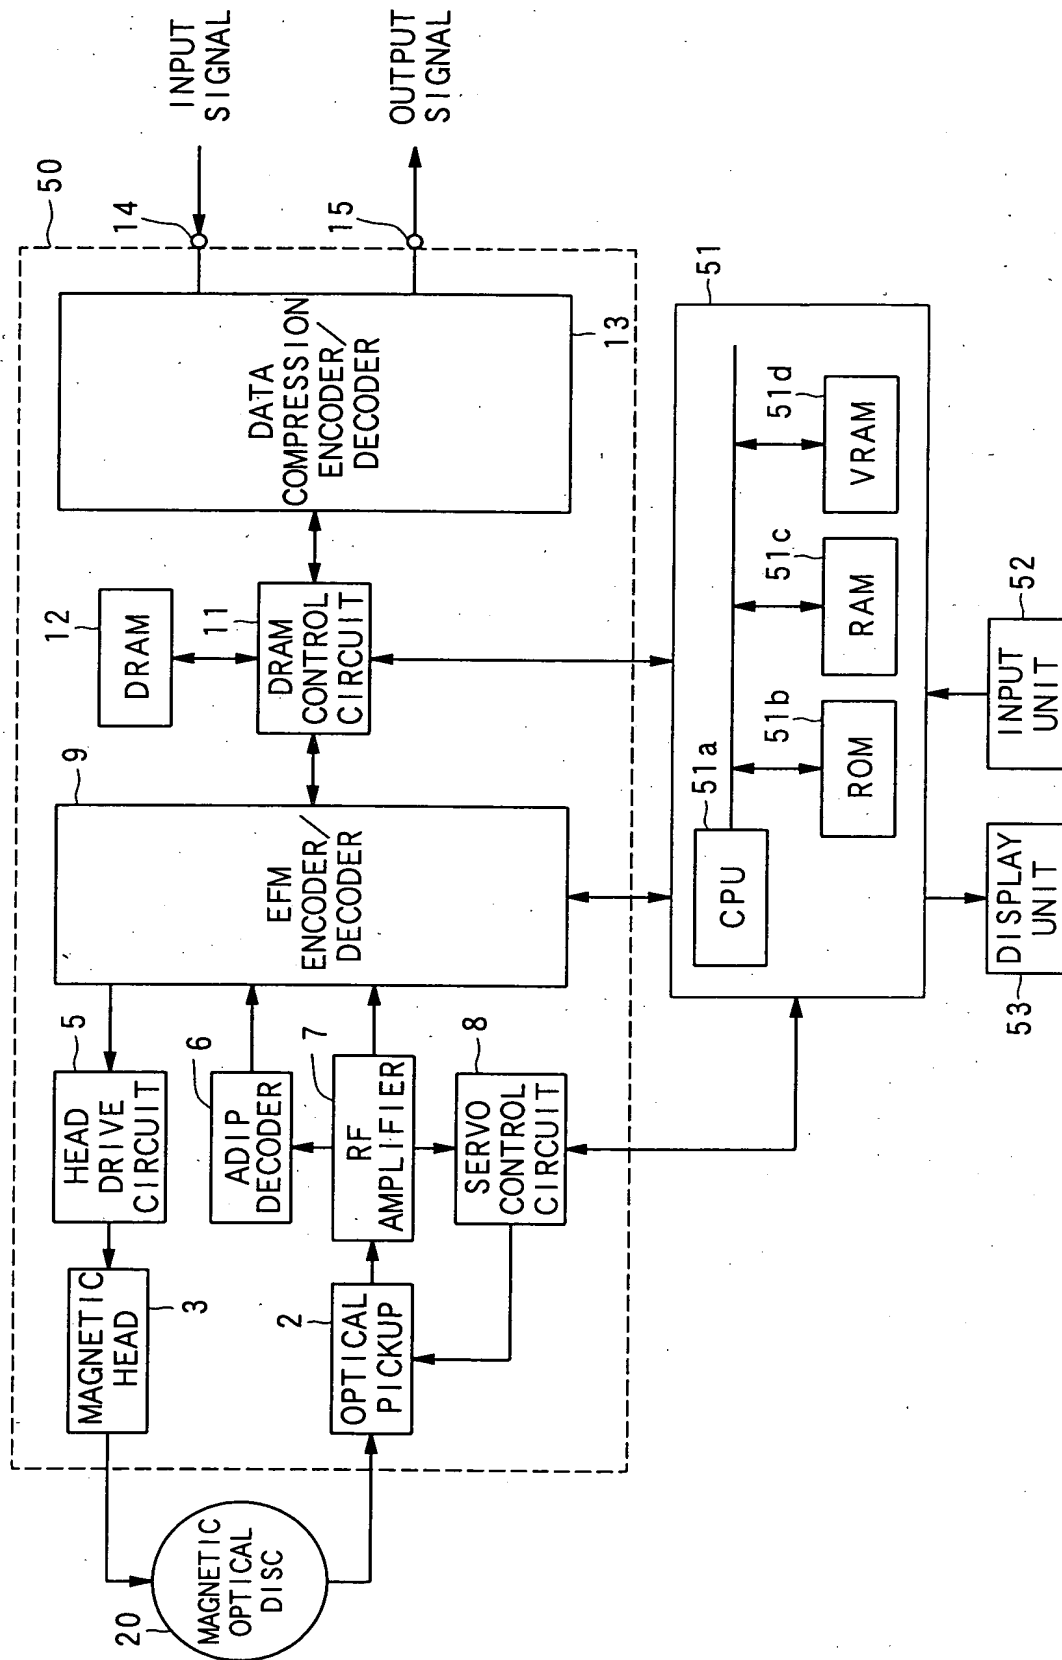 50
INPUT
SIGNAL
14
OUTPUT
SIGNAL
15
DATA
COMPRESSION
ENCODER/
DECODER
13
12
DRAM
11
DRAM
CONTROL
CIRCUIT
9
EFM
ENCODER/
DECODER
5
HEAD
DRIVE
CIRCUIT
6
ADIP
DECODER
7
RF
AMPLIFIER
8
SERVO
CONTROL
CIRCUIT
MAGNETIC
HEAD
3
2
OPTICAL
PICKUP
20
MAGNETIC
OPTICAL
DISC
51
51a
CPU
51b
ROM
51c
RAM
51d
VRAM
52
INPUT
UNIT
53
DISPLAY
UNIT